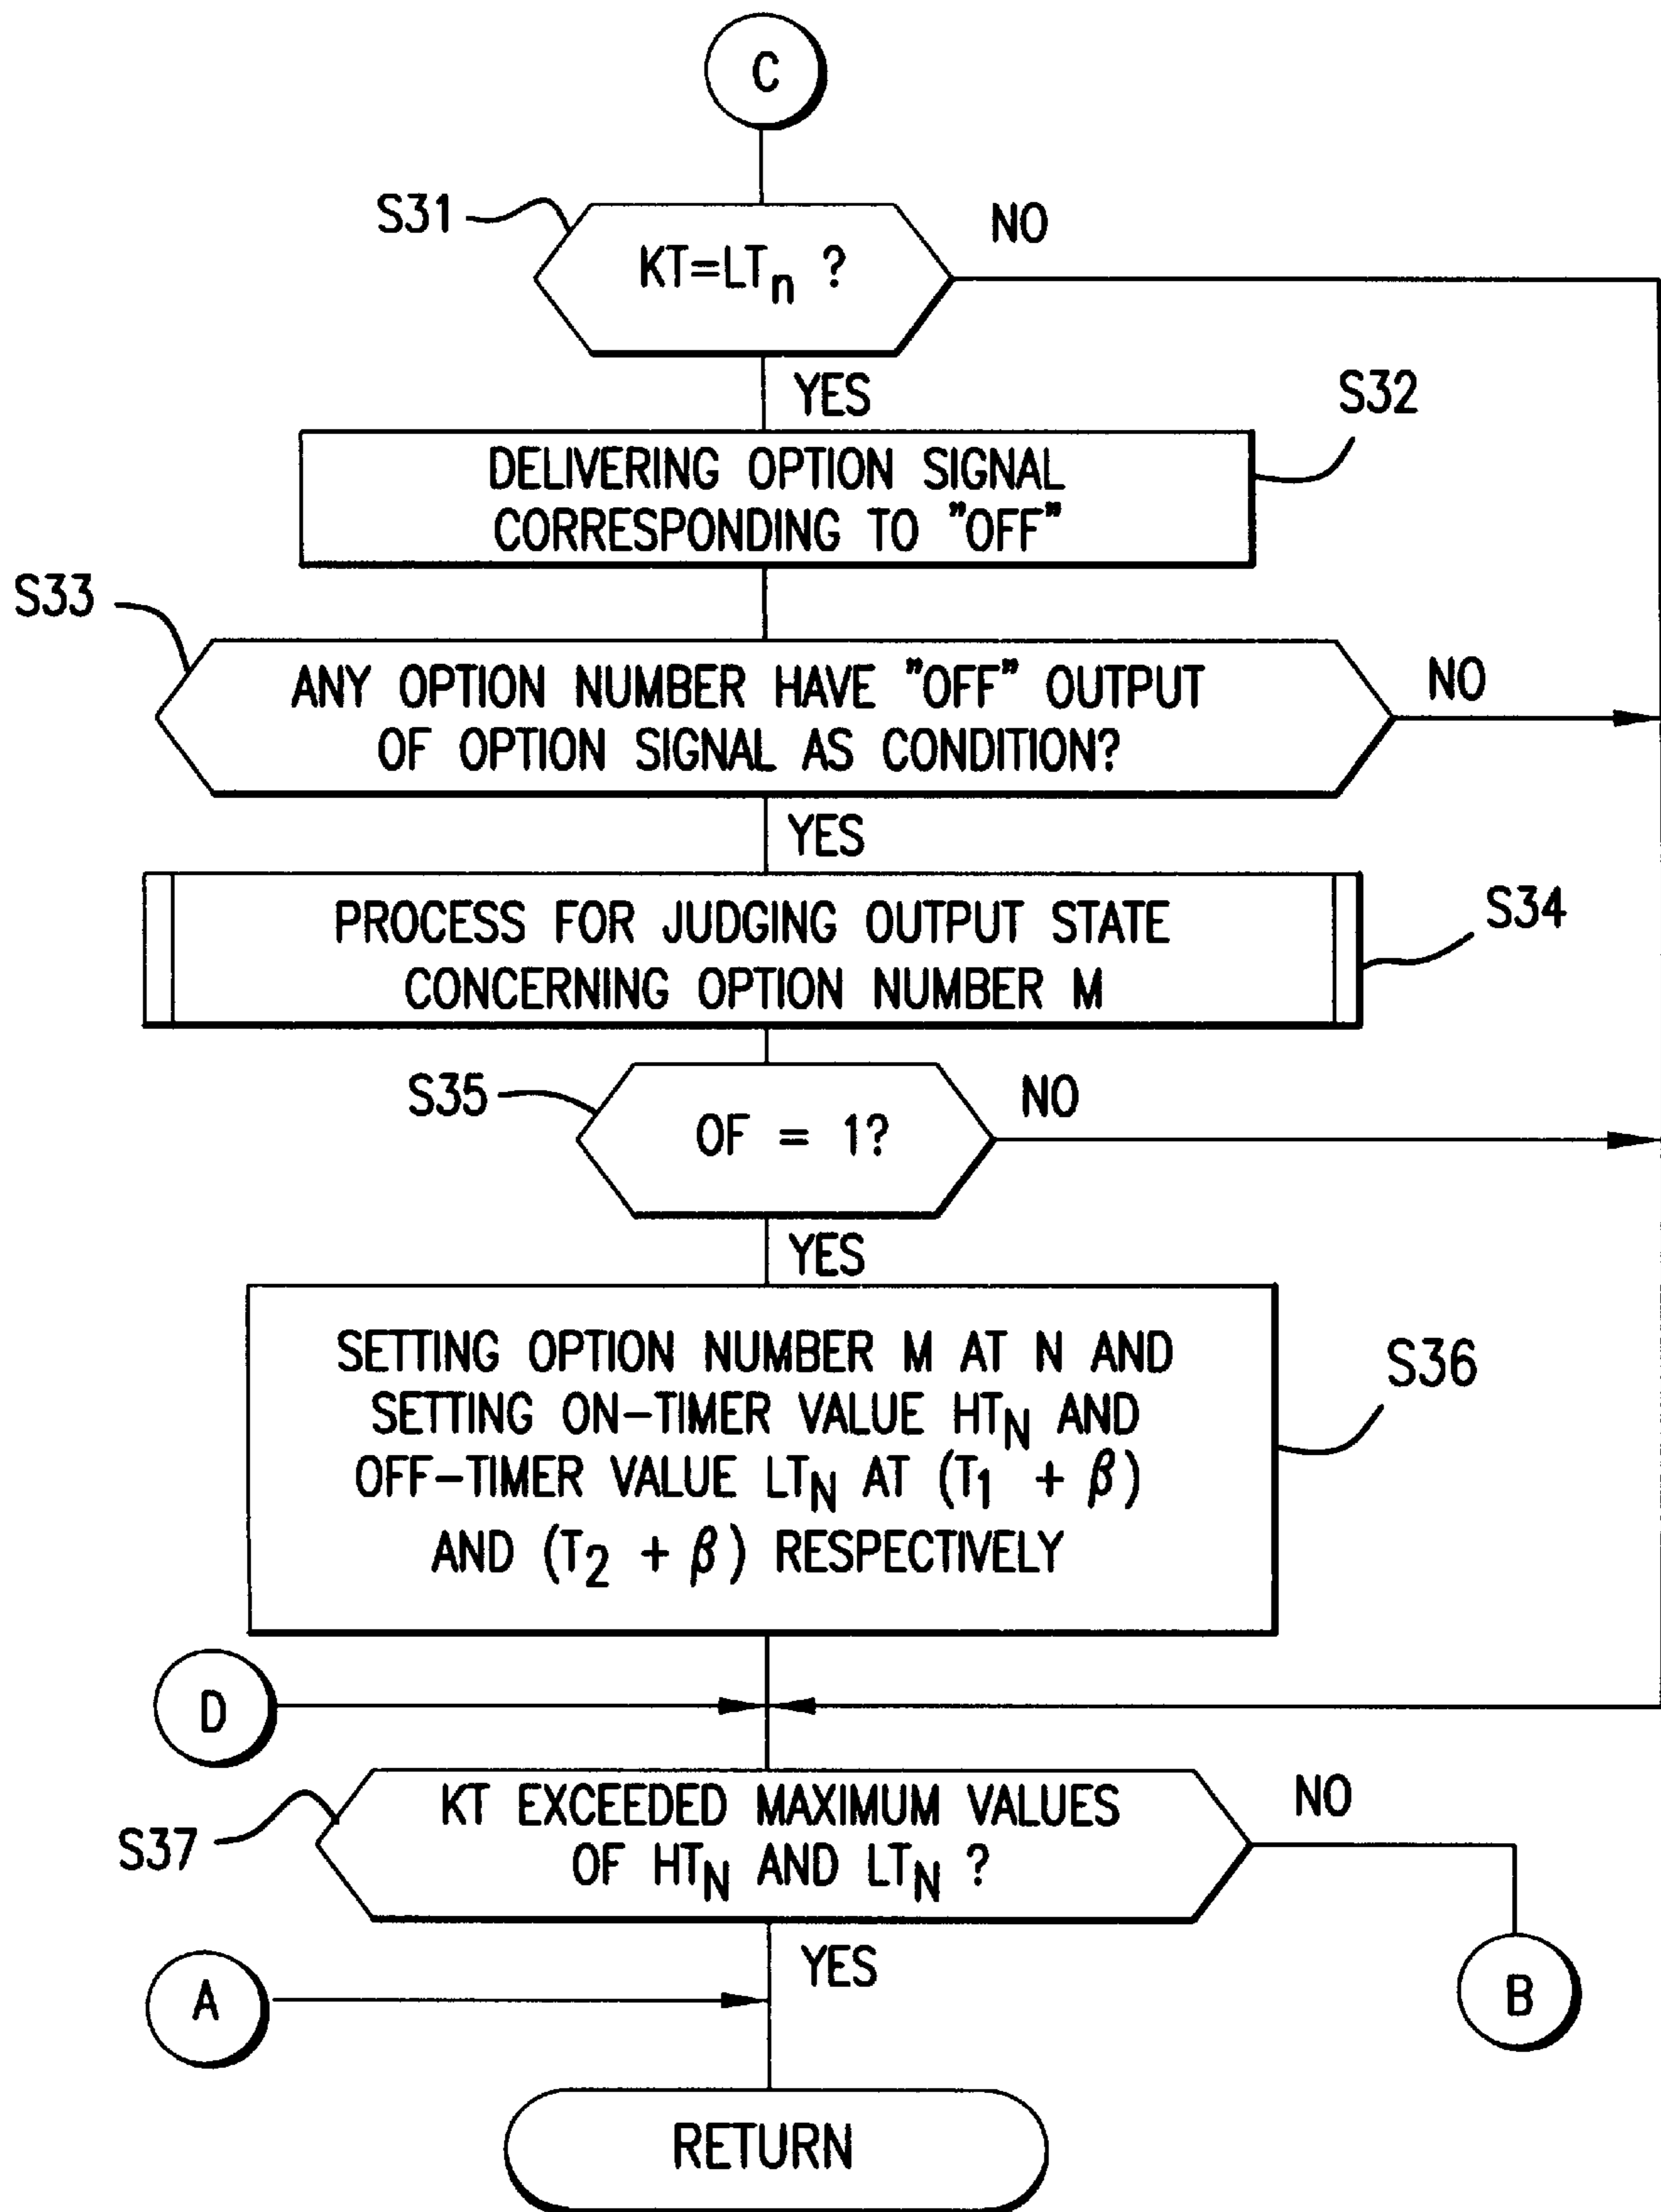 C
S31
KT=LTn ?
NO
YES
S32
DELIVERING OPTION SIGNAL
CORRESPONDING TO "OFF"
S33
ANY OPTION NUMBER HAVE "OFF" OUTPUT
OF OPTION SIGNAL AS CONDITION?
NO
YES
PROCESS FOR JUDGING OUTPUT STATE
CONCERNING OPTION NUMBER M
S34
S35
OF = 1?
NO
YES
SETTING OPTION NUMBER M AT N AND
SETTING ON-TIMER VALUE HTN AND
OFF-TIMER VALUE LTN AT (T1 + β)
AND (T2 + β) RESPECTIVELY
S36
D
KT EXCEEDED MAXIMUM VALUES
OF HTN AND LTN ?
NO
S37
YES
A
B
RETURN